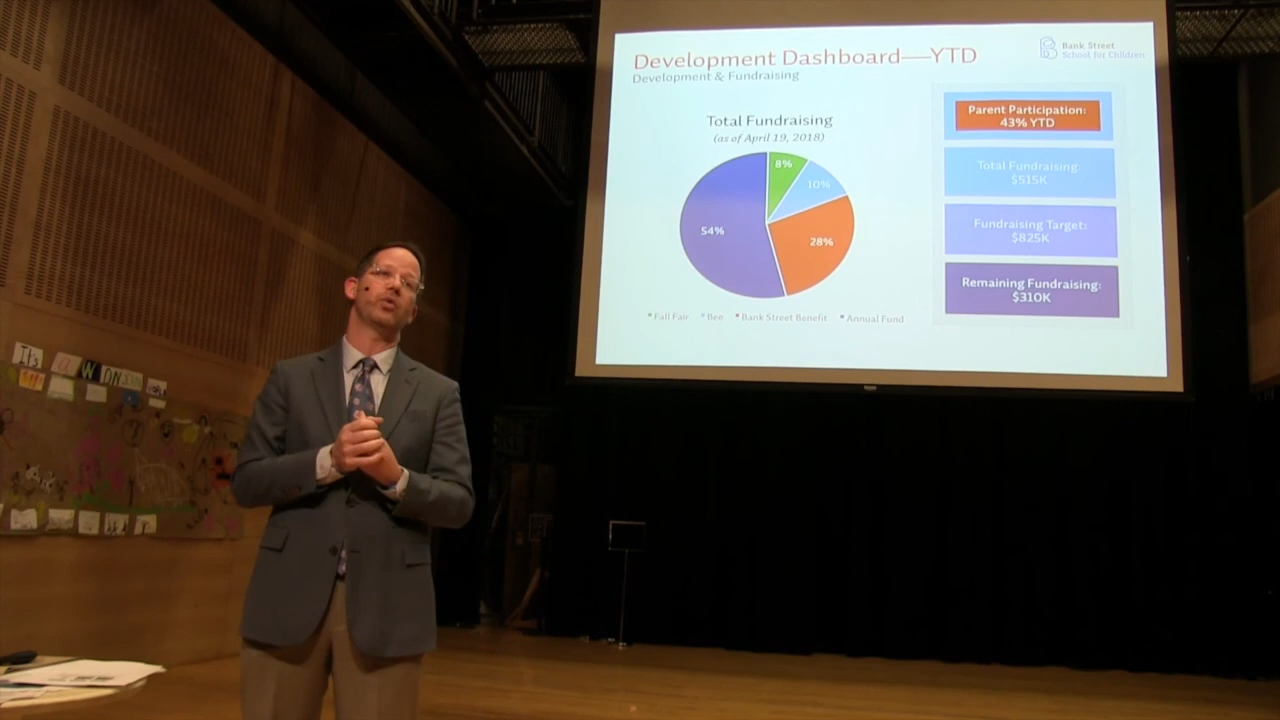 Development Dashboard—YTD
Development & Fundraising
Bank Street
School for Children
Total Fundraising
(as of April 19, 2018)
8%
10%
28%
54%
Fall Fair Bee Bank Street Benefit Annual Fund
Parent Participation:
43% YTD
Total Fundraising:
$515K
Fundraising Target:
$825K
Remaining Fundraising:
$310K
It's
a